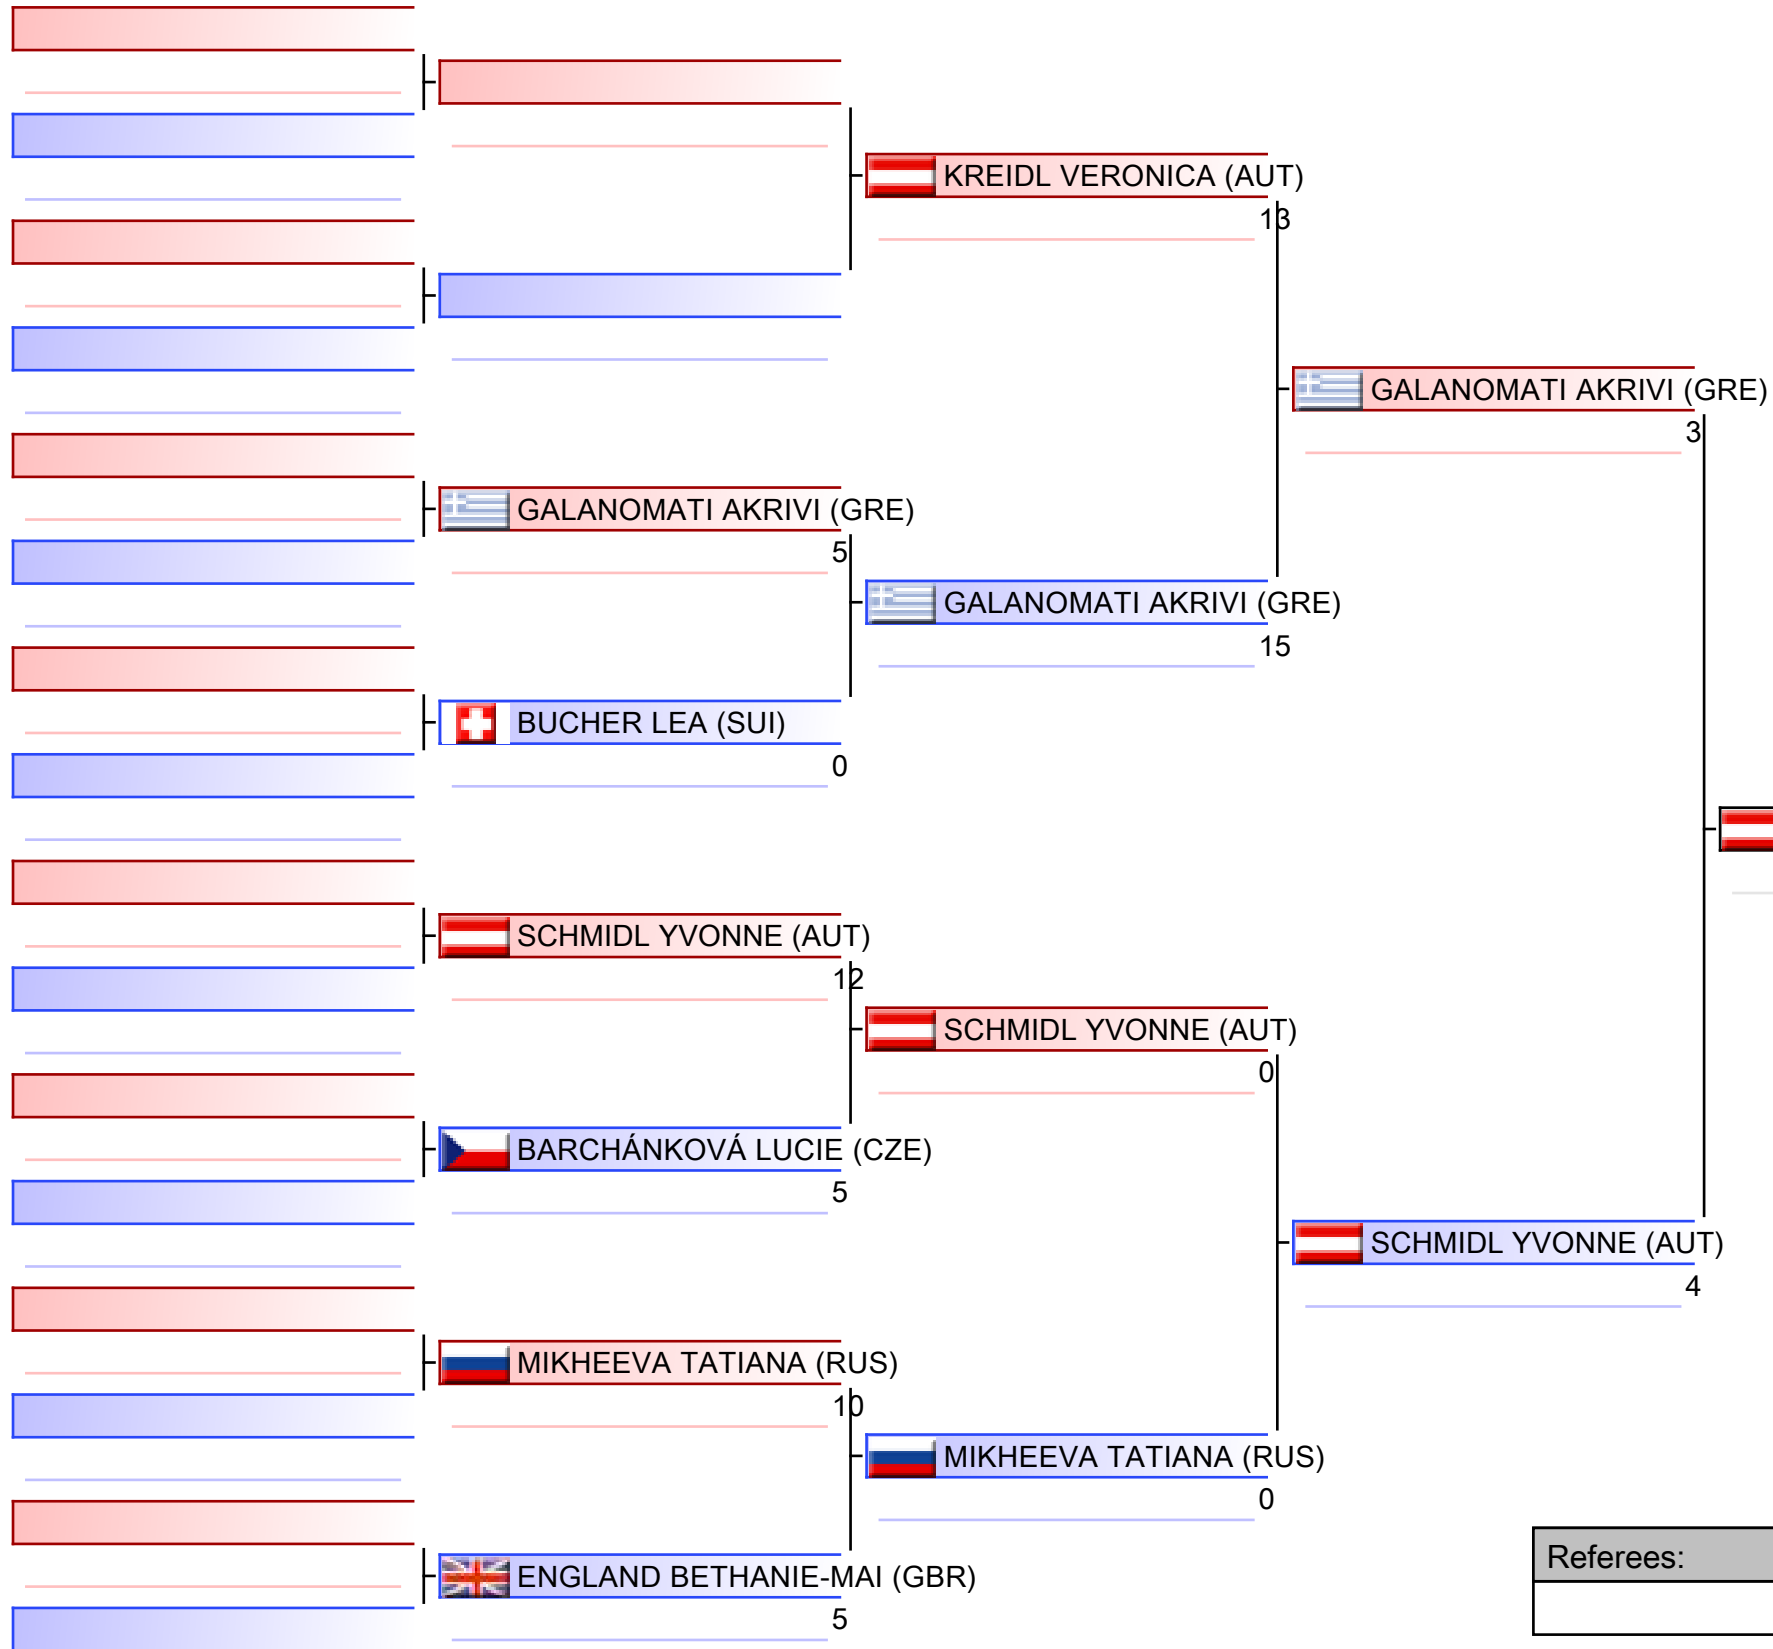 KREIDL VERONICA (AUT)
13
GALANOMATI AKRIVI (GRE)
3
GALANOMATI AKRIVI (GRE)
5
GALANOMATI AKRIVI (GRE)
15
BUCHER LEA (SUI)
0
SCHMIDL YVONNE (AUT)
12
SCHMIDL YVONNE (AUT)
0
BARCHÁNKOVÁ LUCIE (CZE)
5
SCHMIDL YVONNE (AUT)
4
MIKHEEVA TATIANA (RUS)
10
MIKHEEVA TATIANA (RUS)
0
Referees:
ENGLAND BETHANIE-MAI (GBR)
5